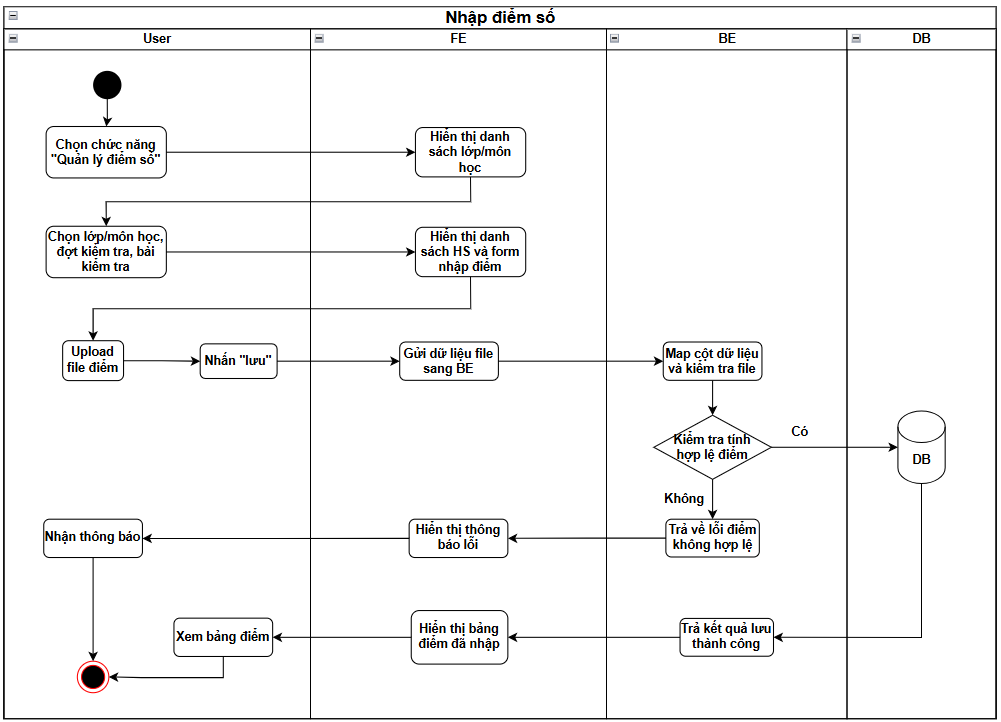 Nhập điểm số
User
FE
BE
DB
Chọn chức năng
"Quản lý điểm số"
Hiển thị danh
sách lớp/môn
học
Chọn lớp/môn học,
đợt kiểm tra, bài
kiểm tra
Hiển thị danh
sách HS và form
nhập điểm
Upload
file điểm
Nhấn "lưu"
Gửi dữ liệu file
sang BE
Map cột dữ liệu
và kiểm tra file
Kiểm tra tính
hợp lệ điểm
Có
DB
Không
Nhận thông báo
Hiển thị thông
báo lỗi
Trả về lỗi điểm
không hợp lệ
Xem bảng điểm
Hiển thị bảng
điểm đã nhập
Trả kết quả lưu
thành công